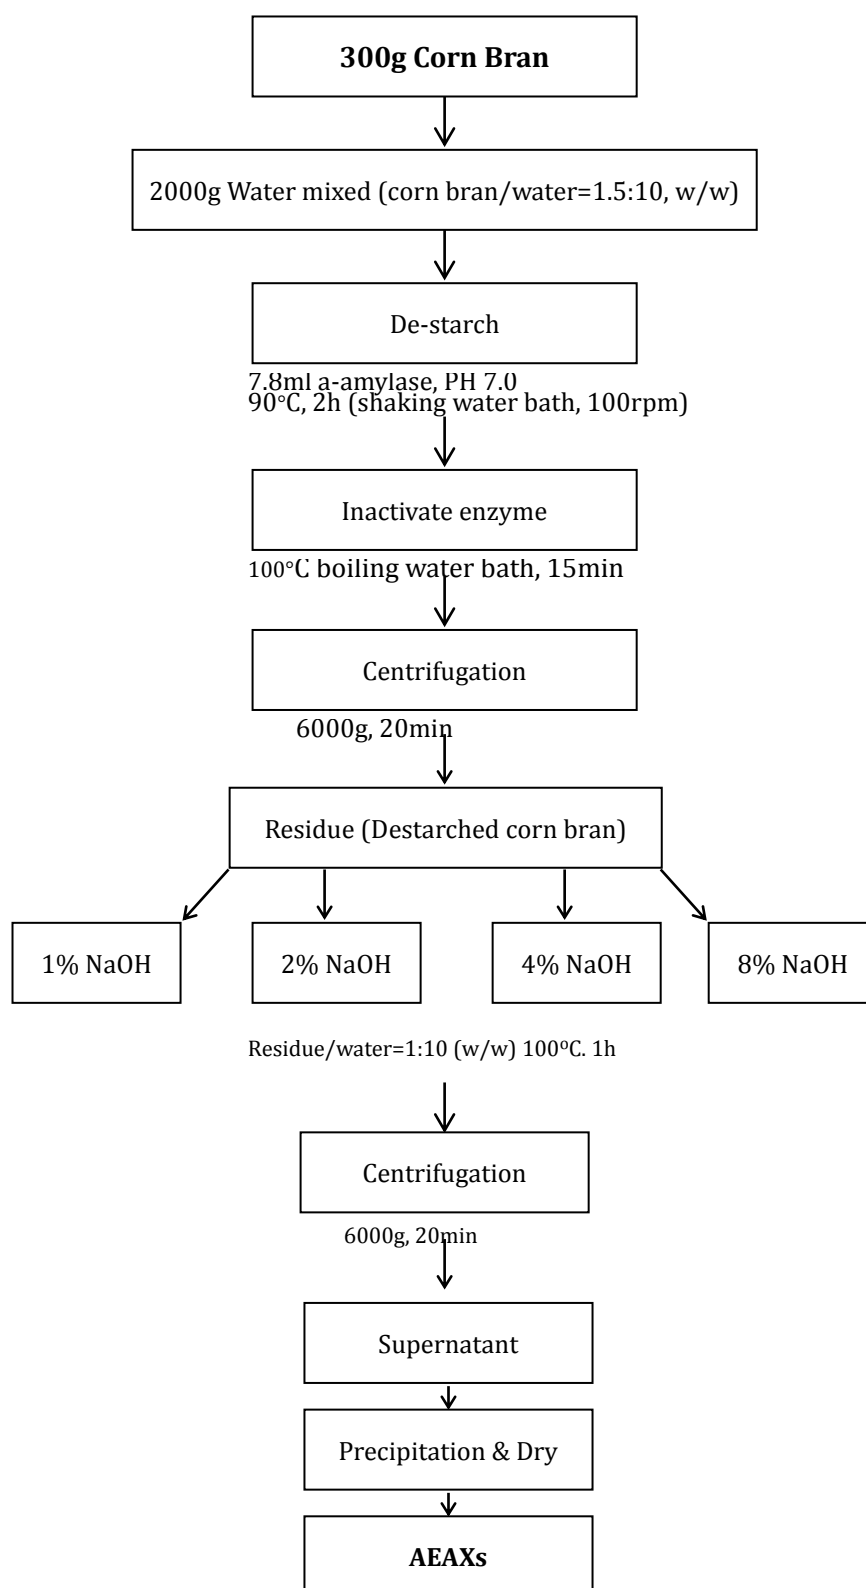 300g Corn Bran
2000g Water mixed (corn bran/water=1.5:10, w/w)
De-starch
7.8ml a-amylase, PH 7.0
90°C, 2h (shaking water bath, 100rpm)
Inactivate enzyme
100°C boiling water bath, 15min
Centrifugation
6000g, 20min
Residue (Destarched corn bran)
1% NaOH
2% NaOH
4% NaOH
8% NaOH
Residue/water=1:10 (w/w) 100ºC. 1h
Centrifugation
6000g, 20min
Supernatant
Precipitation & Dry
AEAXs